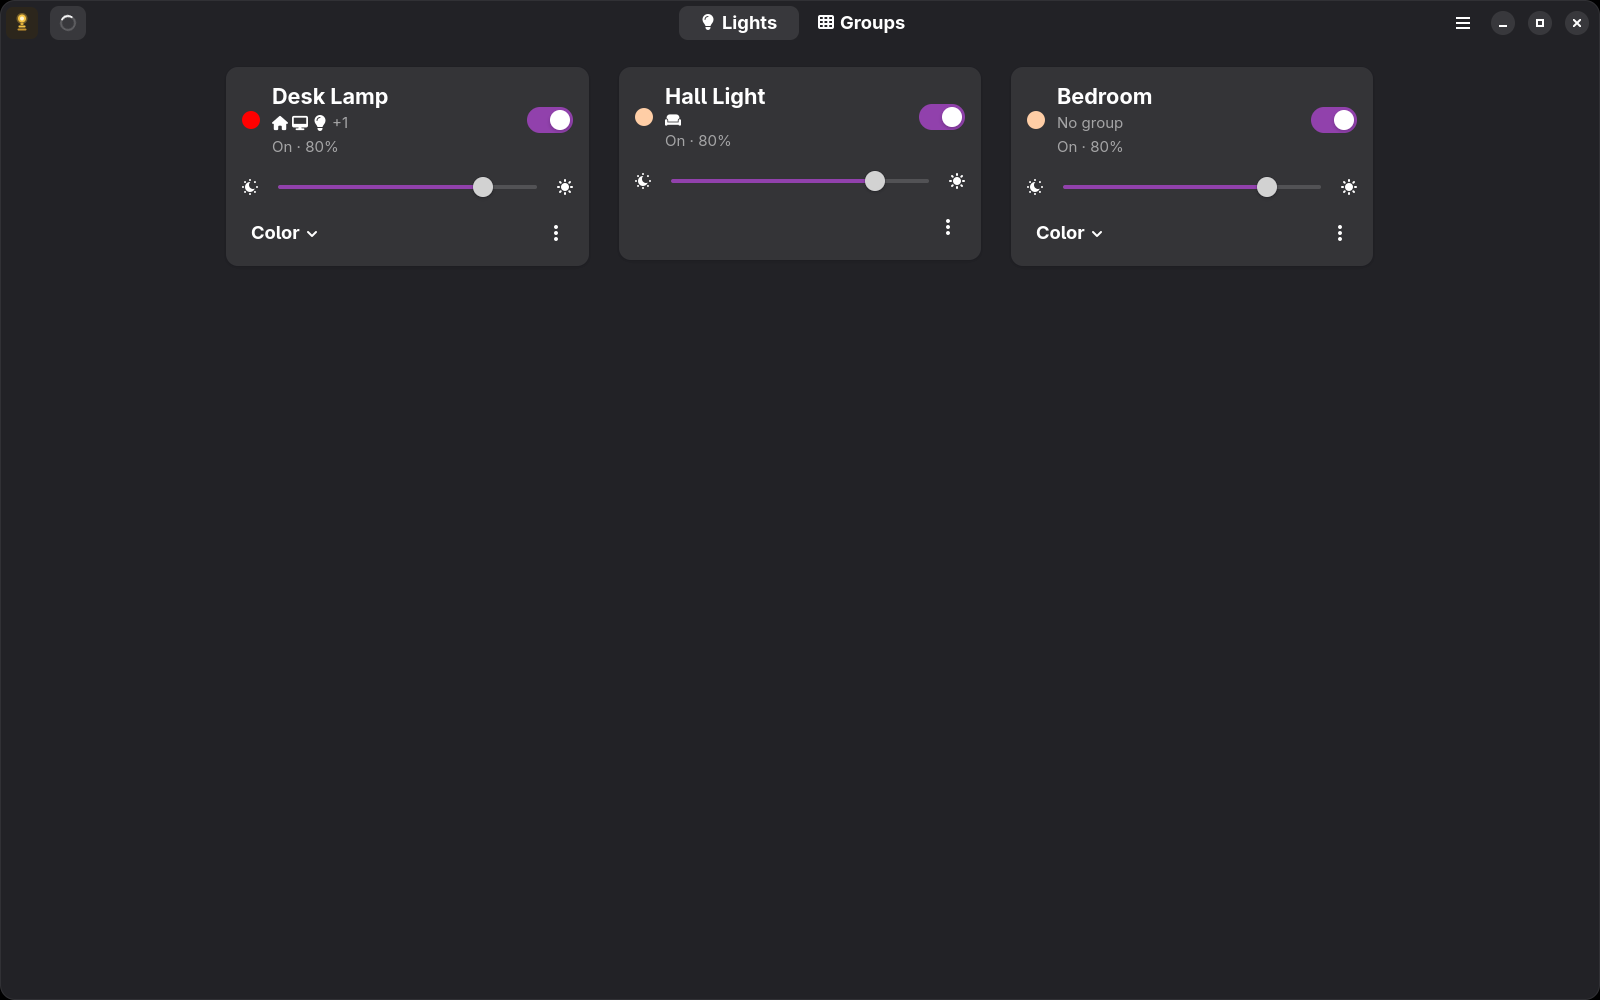 Lights
Groups
Desk Lamp
+1
On · 80%
Color
Hall Light
On · 80%
Bedroom
No group
On · 80%
Color